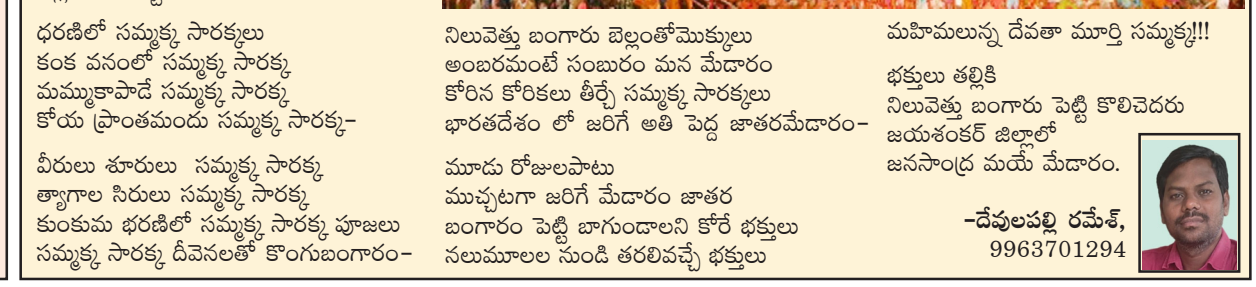 ధరణిలో సమ్మక్క సారక్కలు
కంక వనంలో సమ్మక్క సారక్క
మమ్ముకాపాడే సమ్మక్క సారక్క
కోయ ప్రాంతమందు సమ్మక్క సారక్క-
వీరులు శూరులు సమ్మక్క సారక్క
త్యాగాల సిరులు సమ్మక్క సారక్క
కుంకుమ భరణిలో సమ్మక్క సారక్క పూజలు
సమ్మక్క సారక్క దీవెనలతో కొంగుబంగారం-
నిలువెత్తు బంగారు బెల్లంతోమొక్కులు
అంబరమంటే సంబురం మన మేడారం
కోరిన కోరికలు తీర్చే సమ్మక్క సారక్కలు
భారతదేశం లో జరిగే అతి పెద్ద జాతరమేడారం-
మూడు రోజులపాటు
ముచ్చటగా జరిగే మేడారం జాతర
బంగారం పెట్టి బాగుండాలని కోరే భక్తులు
నలుమూలల నుండి తరలివచ్చే భక్తులు
మహిమలున్న దేవతా మూర్తి సమ్మక్క!!!
భక్తులు తల్లికి
నిలువెత్తు బంగారు పెట్టి కొలిచెదరు
జయశంకర్ జిల్లాలో
జనసాంద్ర మయే మేడారం.
-దేవులపల్లి రమేశ్,
9963701294